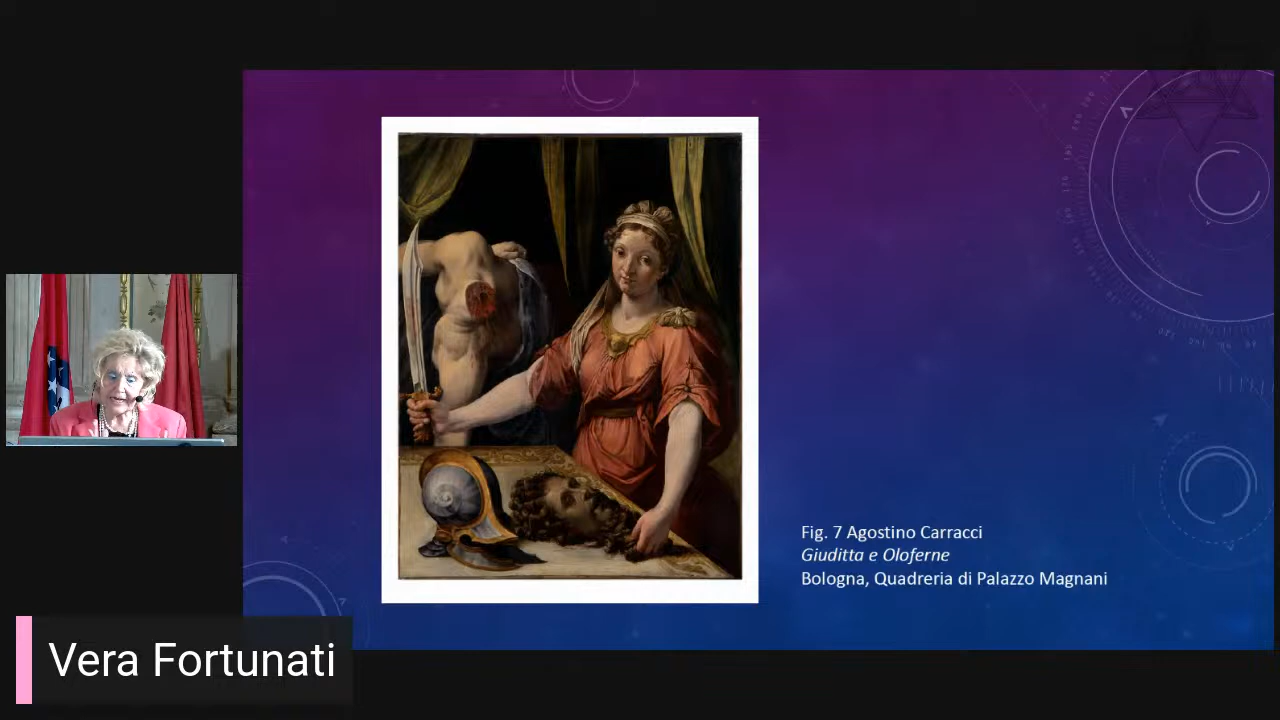 Fig. 7 Agostino Carracci
Giuditta e Oloferne
Bologna, Quadreria di Palazzo Magnani
Vera Fortunati